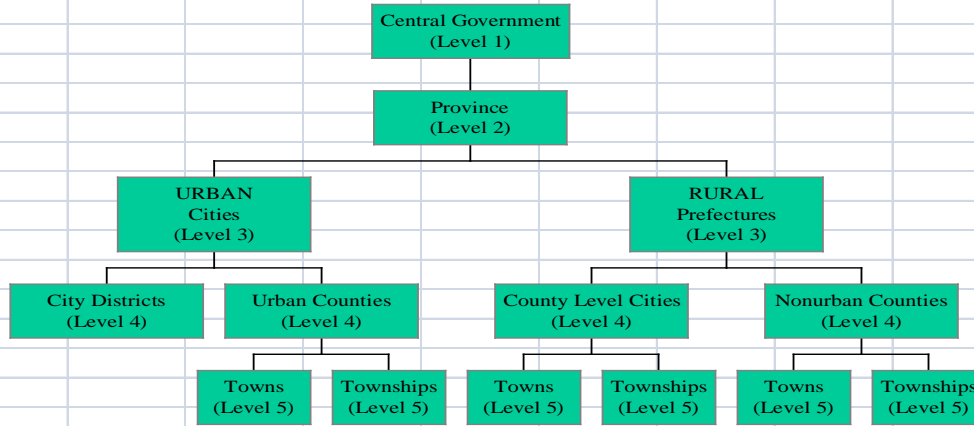 Central Government
(Level 1)
Province
(Level 2)
URBAN
Cities
(Level 3)
RURAL
Prefectures
(Level 3)
City Districts
(Level 4)
Urban Counties
(Level 4)
County Level Cities
(Level 4)
Nonurban Counties
(Level 4)
Towns
(Level 5)
Townships
(Level 5)
Towns
(Level 5)
Townships
(Level 5)
Towns
(Level 5)
Townships
(Level 5)